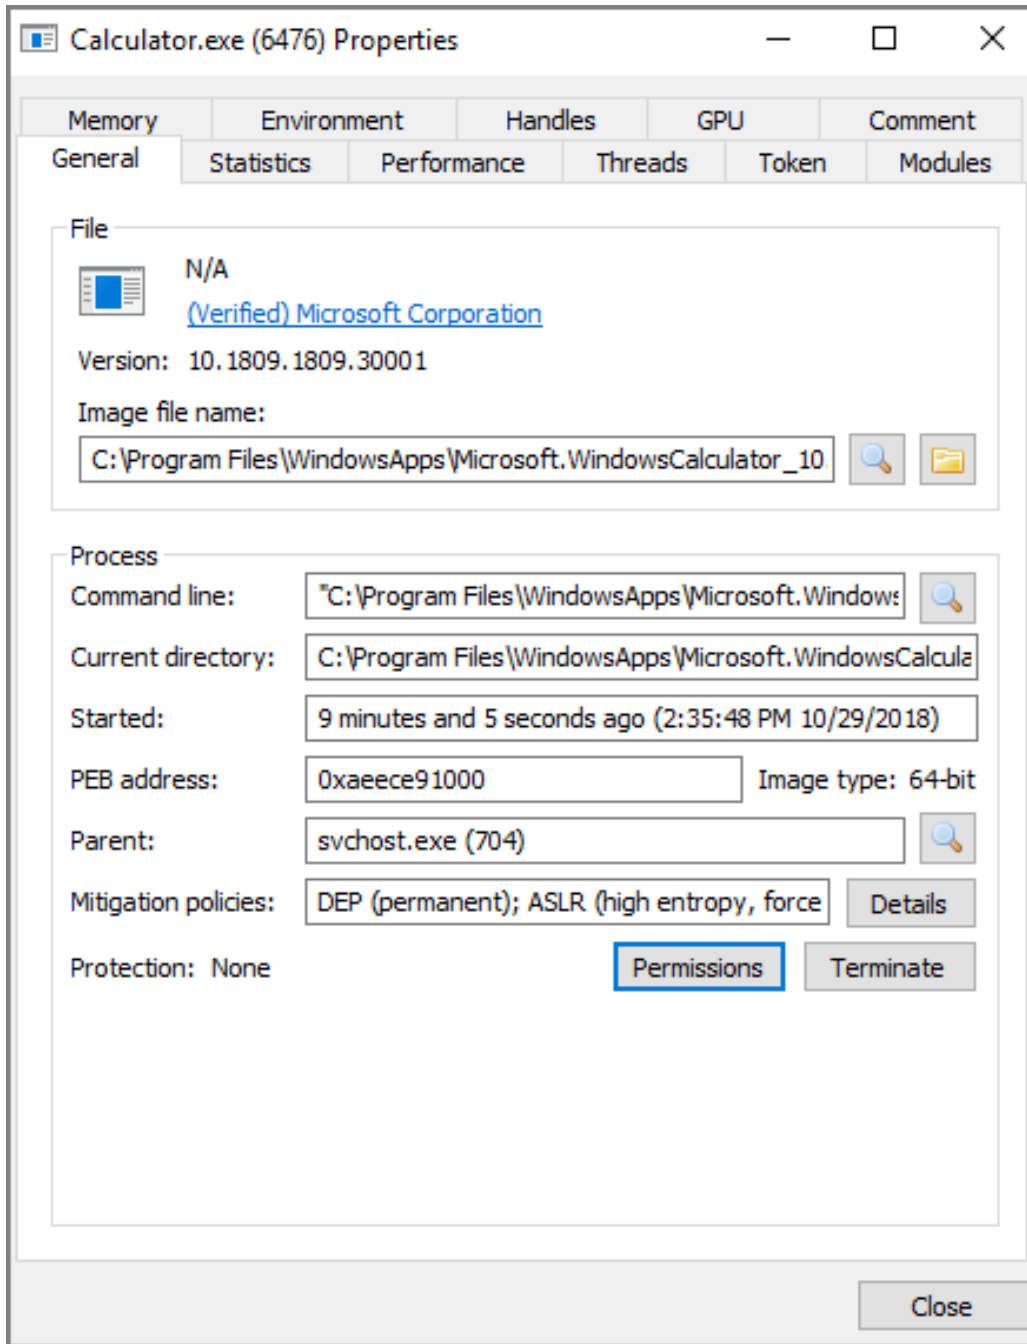 Calculator.exe (6476) Properties
Memory Environment Handles GPU Comment
General Statistics Performance Threads Token Modules
File
N/A
(Verified) Microsoft Corporation
Version: 10.1809.1809.30001
Image file name:
C:\Program Files\WindowsApps\Microsoft.WindowsCalculator_10.
Process
Command line: "C:\Program Files\WindowsApps\Microsoft.Windows
Current directory: C:\Program Files\WindowsApps\Microsoft.WindowsCalcula
Started: 9 minutes and 5 seconds ago (2:35:48 PM 10/29/2018)
PEB address: 0xaeece91000 Image type: 64-bit
Parent: svchost.exe (704)
Mitigation policies: DEP (permanent); ASLR (high entropy, force Details
Protection: None Permissions Terminate
Close